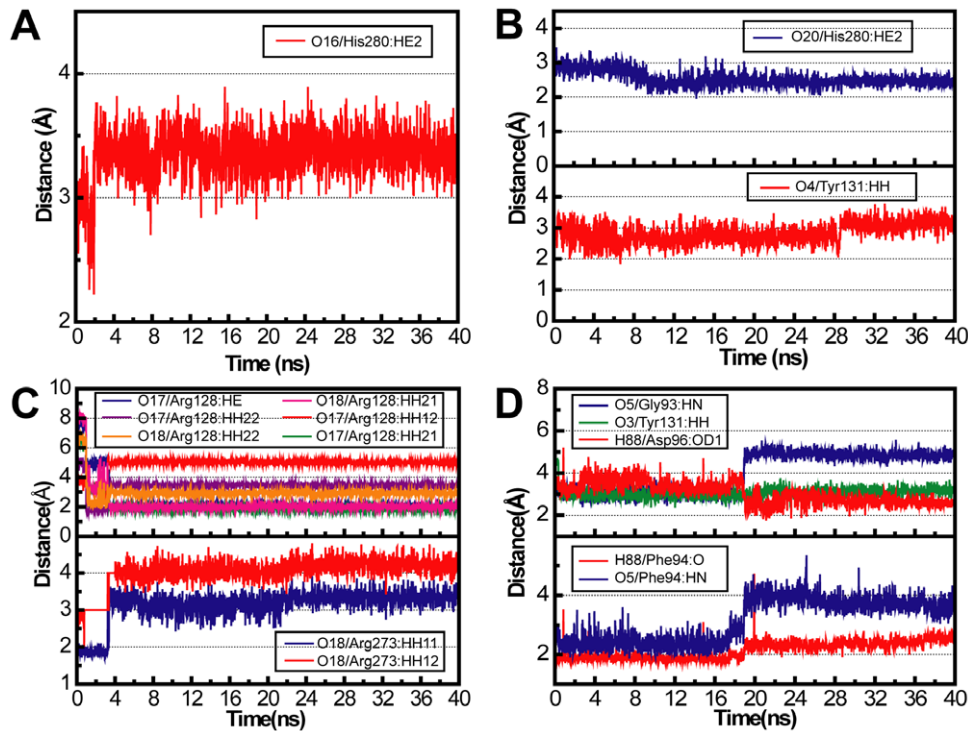 A
O16/His280:HE2
Distance (Å)
4
3
2
0 4 8 12 16 20 24 28 32 36 40
Time (ns)
B
O20/His280:HE2
4
3
2
1
0
O4/Tyr131:HH
Distance(Å)
4
3
2
1
0
0 4 8 12 16 20 24 28 32 36 40
Time (ns)
C
O17/Arg128:HE O18/Arg128:HH21
O17/Arg128:HH22 O17/Arg128:HH12
O18/Arg128:HH22 O17/Arg128:HH21
10
8
6
4
2
0
Distance(Å)
4
3
2
1
O18/Arg273:HH11
O18/Arg273:HH12
0 4 8 12 16 20 24 28 32 36 40
Time(ns)
D
O5/Gly93:HN
O3/Tyr131:HH
H88/Asp96:OD1
8
6
4
2
Distance(Å)
H88/Phe94:O
O5/Phe94:HN
4
2
0 4 8 12 16 20 24 28 32 36 40
Time(ns)